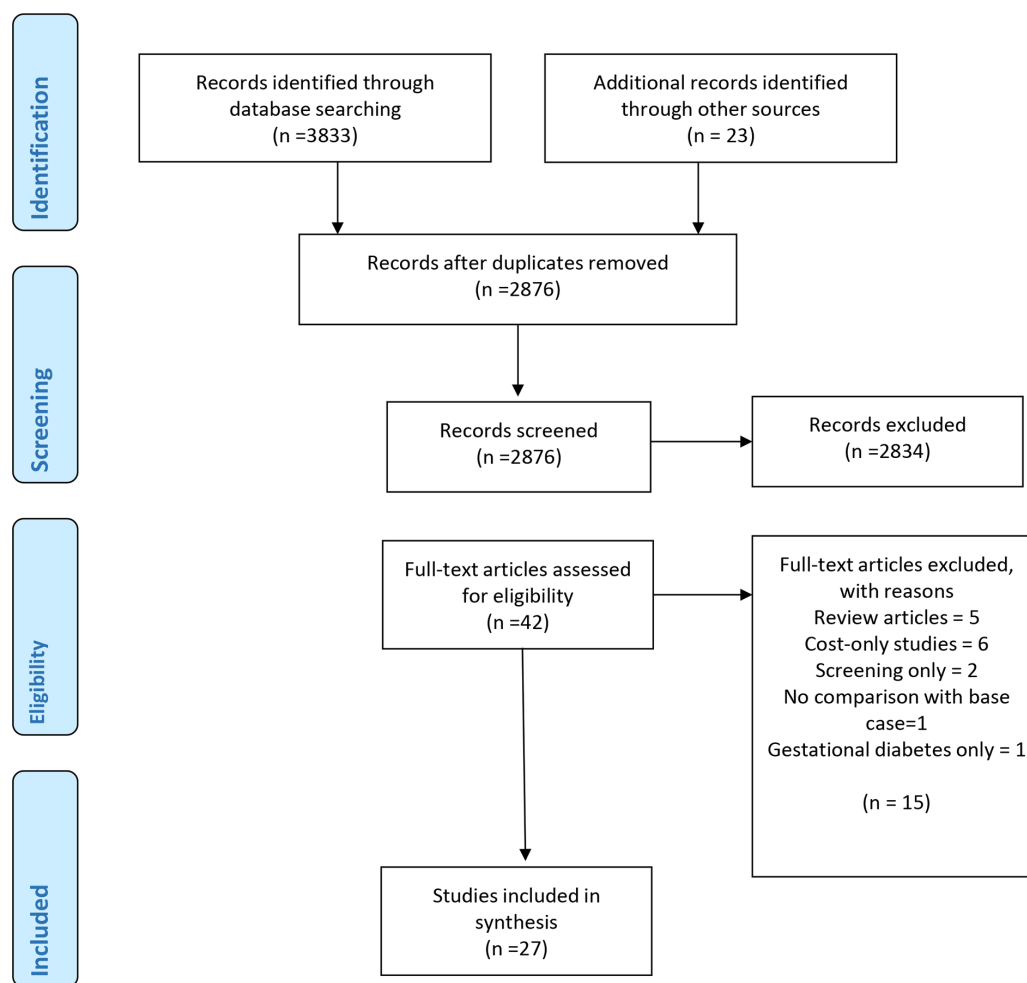 Identification
Records identified through
database searching
(n =3833)
Additional records identified
through other sources
(n = 23)
Records after duplicates removed
(n =2876)
Screening
Records screened
(n =2876)
Records excluded
(n =2834)
Eligibility
Full-text articles assessed
for eligibility
(n =42)
Full-text articles excluded,
with reasons
Review articles = 5
Cost-only studies = 6
Screening only = 2
No comparison with base
case=1
Gestational diabetes only = 1
(n = 15)
Included
Studies included in
synthesis
(n =27)